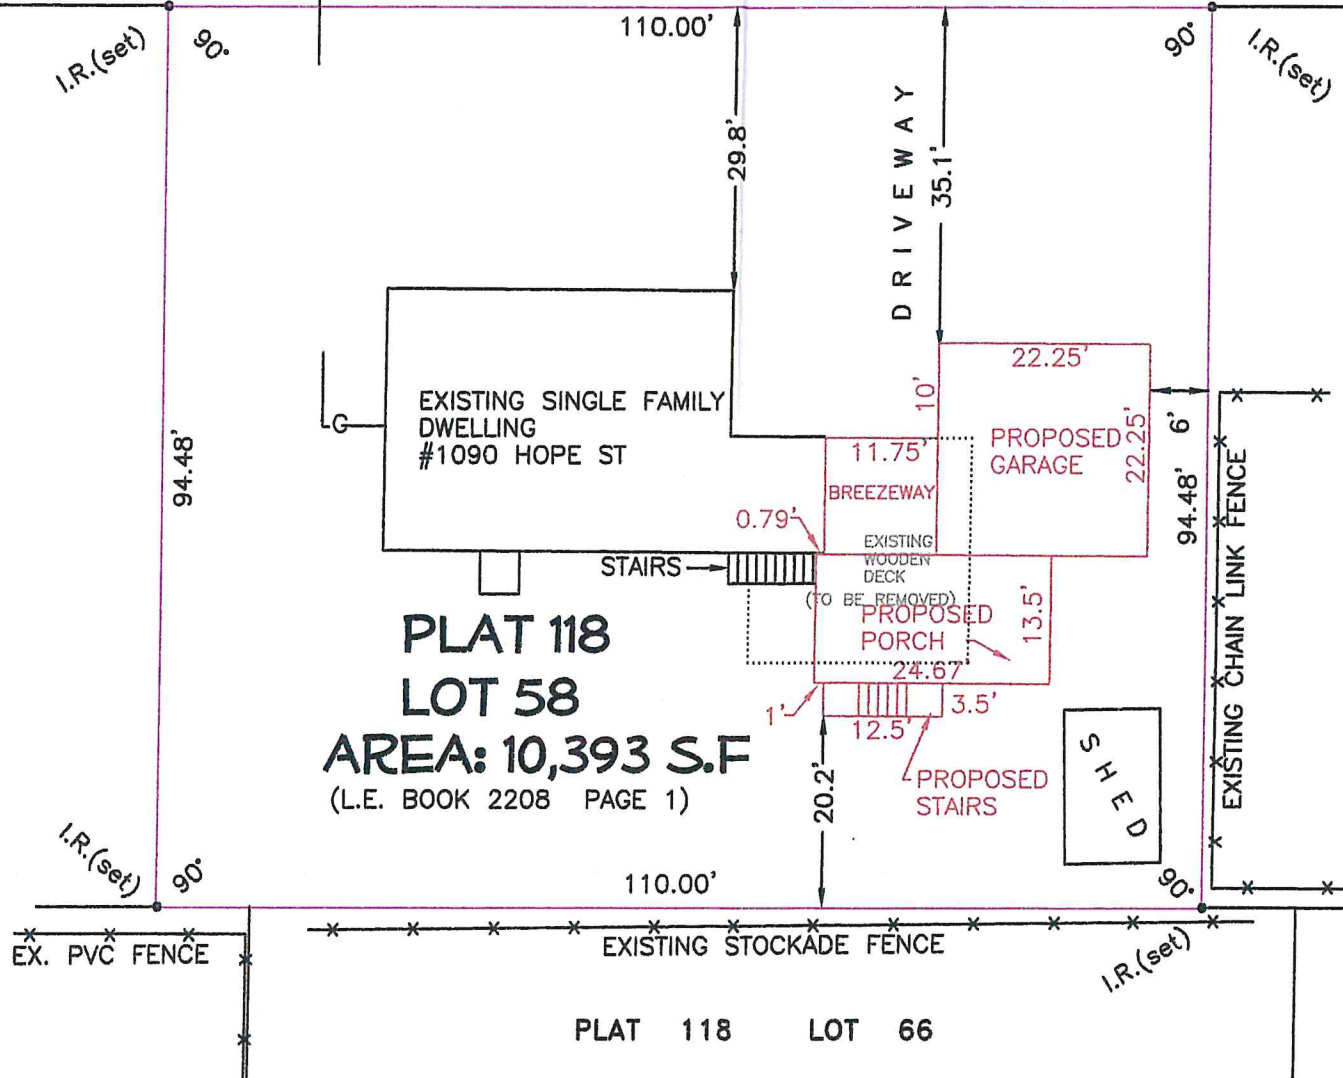 110.00'
I.R.(set)
90°
90°
I.R.(set)
29.8'
DRIVEWAY
35.1'
22.25'
10'
EXISTING SINGLE FAMILY
DWELLING
#1090 HOPE ST
G
94.48'
11.75'
PROPOSED
GARAGE
22.25'
6'
94.48'
EXISTING CHAIN LINK FENCE
BREEZEWAY
0.79'
EXISTING
WOODEN
DECK
(TO BE REMOVED)
STAIRS
PROPOSED
PORCH
13.5'
24.67'
PLAT 118
LOT 58
AREA: 10,393 S.F
(L.E. BOOK 2208 PAGE 1)
1'
12.5'
3.5'
PROPOSED
STAIRS
20.2'
SHED
I.R.(set)
90°
110.00'
90°
I.R.(set)
EX. PVC FENCE
EXISTING STOCKADE FENCE
PLAT 118 LOT 66